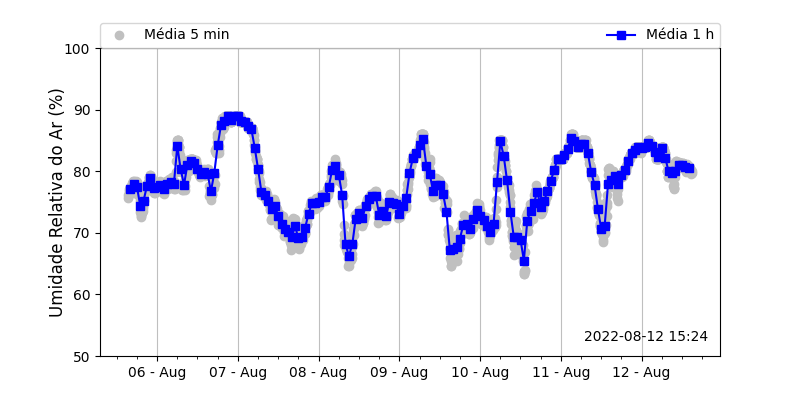 Média 5 min
Média 1 h
Umidade Relativa do Ar (%)
100
90
80
70
60
50
2022-08-12 15:24
06 - Aug
07 - Aug
08 - Aug
09 - Aug
10 - Aug
11 - Aug
12 - Aug